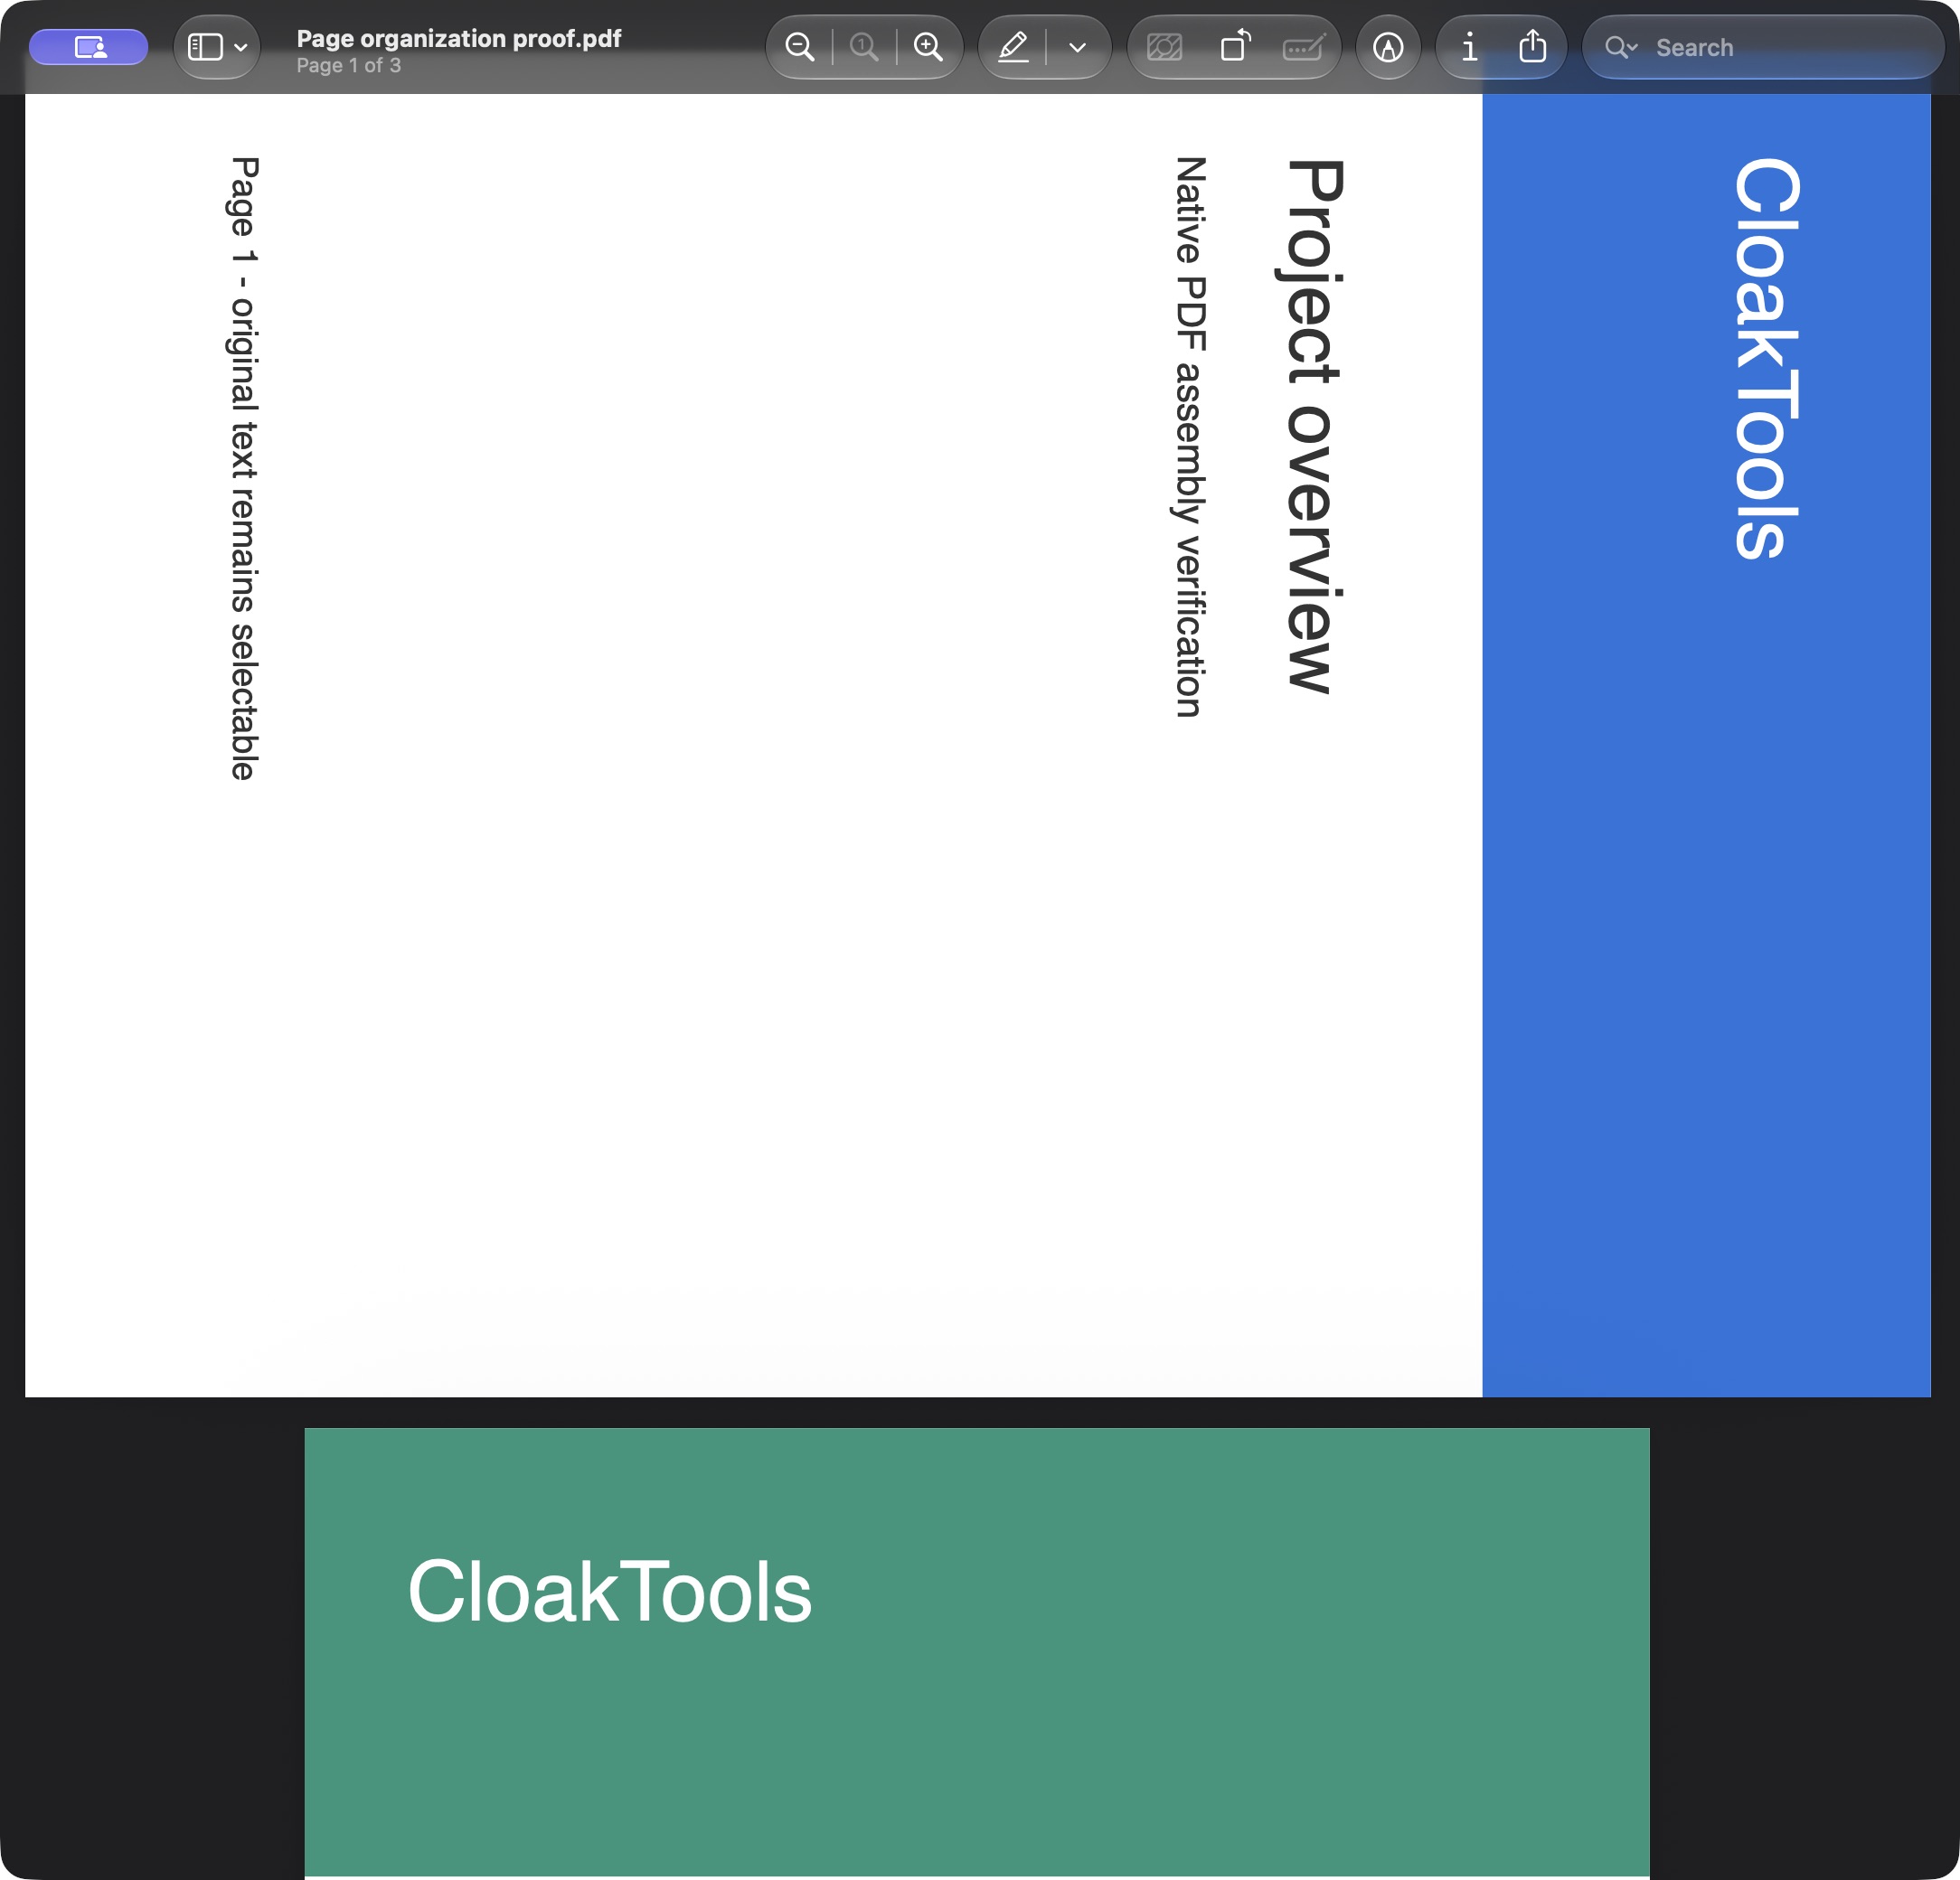 Page organization proof.pdf
Page 1 of 3
Search
CloakTools
Project overview
Native PDF assembly verification
Page 1 - original text remains selectable
CloakTools